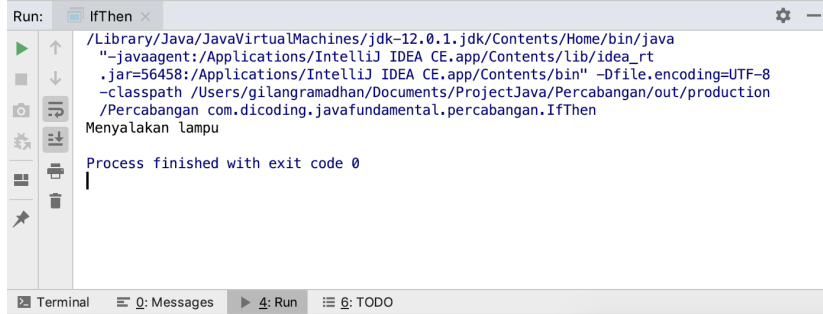 Run: IfThen
/Library/Java/JavaVirtualMachines/jdk-12.0.1.jdk/Contents/Home/bin/java
"-javaagent:/Applications/IntelliJ IDEA CE.app/Contents/lib/idea_rt
.jar=56458:/Applications/IntelliJ IDEA CE.app/Contents/bin" -Dfile.encoding=UTF-8
-classpath /Users/gilangramadhan/Documents/ProjectJava/Percabangan/out/production
/Percabangan com.dicoding.javafundamental.percabangan.IfThen
Menyalakan lampu
Process finished with exit code 0
Terminal 0: Messages 4: Run 6: TODO